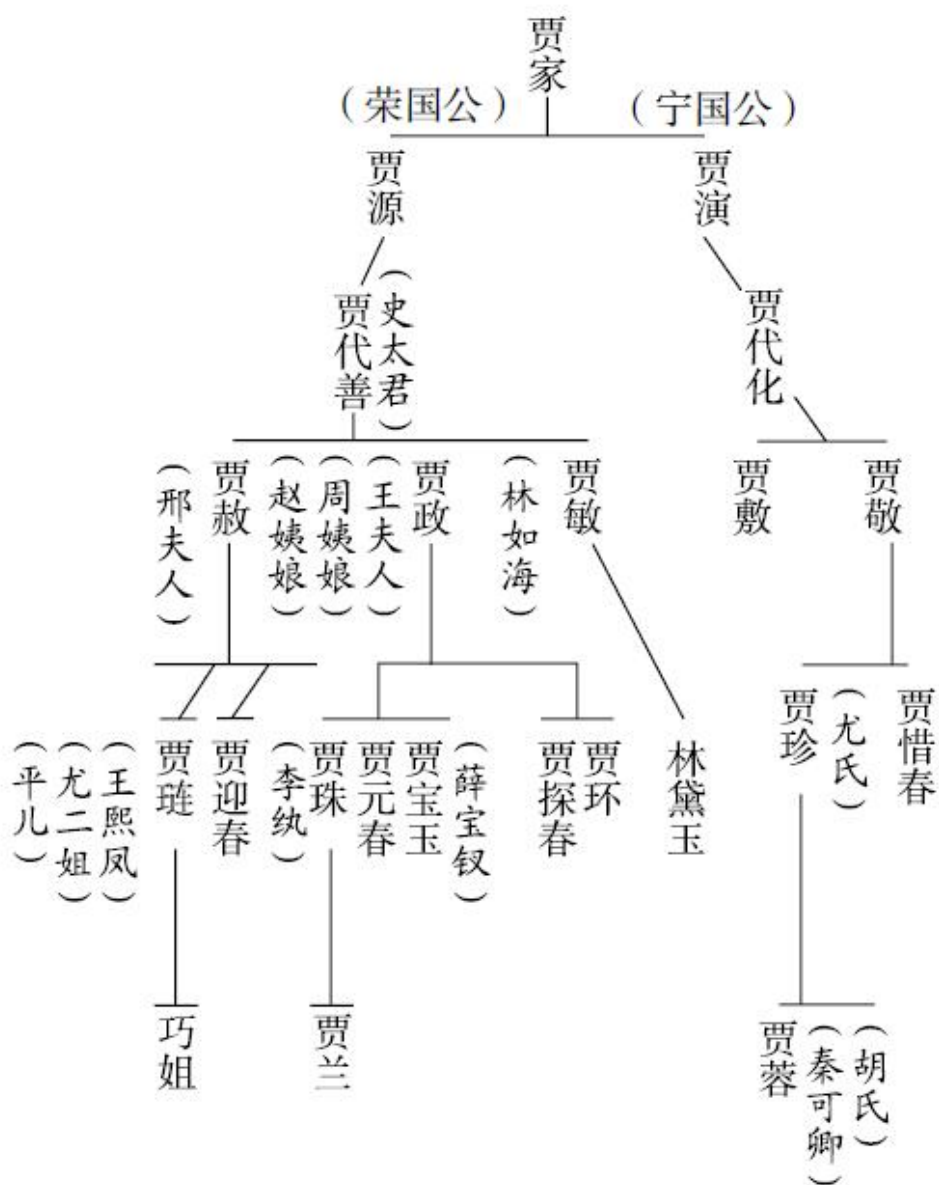 贾家
（荣国公）
（宁国公）
贾源
贾演
贾代善
（史太君）
贾代化
（邢夫人）
贾赦
（赵姨娘）
（周姨娘）
（王夫人）
贾政
（林如海）
贾敏
贾敷
贾敬
（平儿）
（尤二姐）
（王熙凤）
贾琏
贾迎春
（李纨）
贾珠
贾元春
贾宝玉
（薛宝钗）
贾探春
贾环
林黛玉
贾珍
（尤氏）
贾惜春
巧姐
贾兰
贾蓉
（秦可卿）
（胡氏）